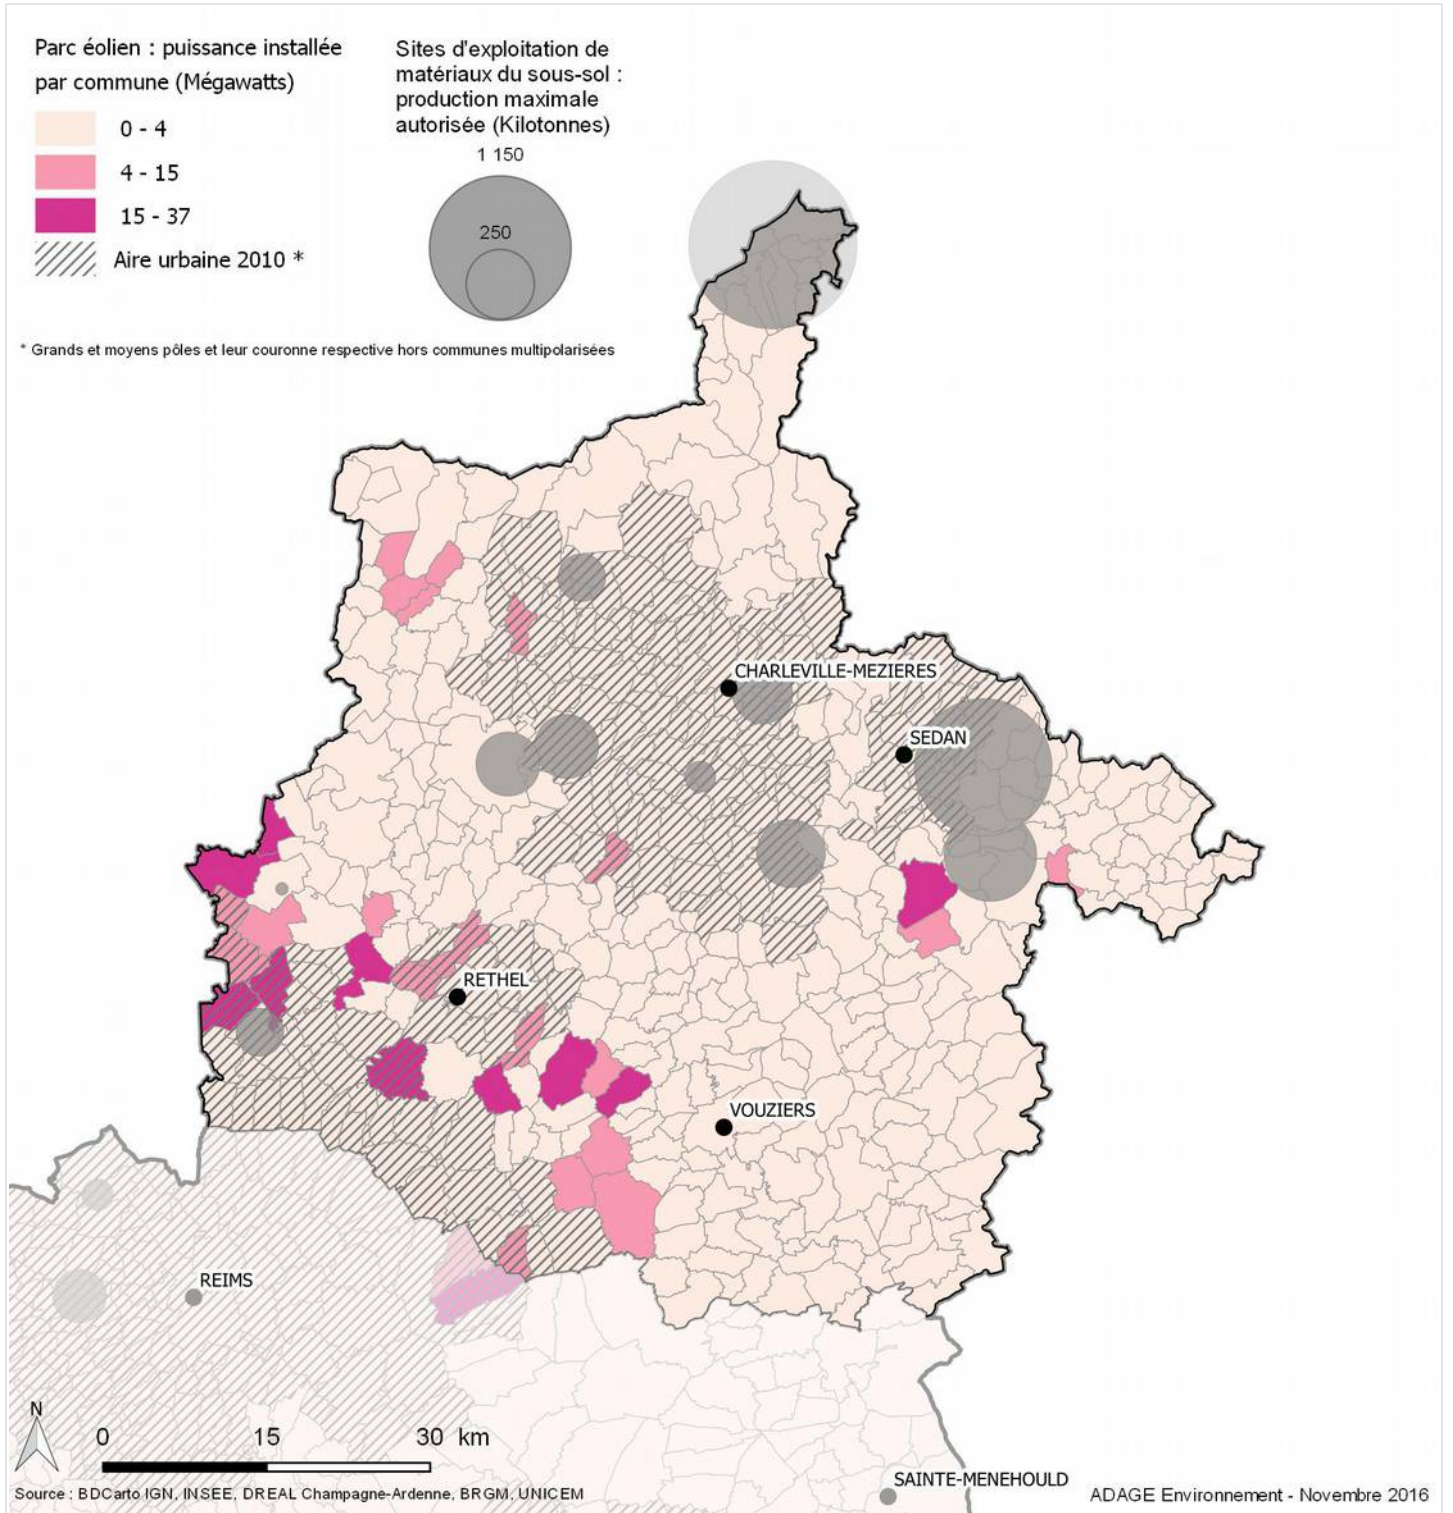 Parc éolien : puissance installée
par commune (Mégawatts)
0 - 4
4 - 15
15 - 37
Aire urbaine 2010 *
Sites d'exploitation de
matériaux du sous-sol :
production maximale
autorisée (Kilotonnes)
1 150
250
* Grands et moyens pôles et leur couronne respective hors communes multipolarisées
CHARLEVILLE-MEZIERES
SEDAN
RETHEL
VOUZIERS
REIMS
N
0 15 30 km
SAINTE-MENEHOULD
Source : BDCarto IGN, INSEE, DREAL Champagne-Ardenne, BRGM, UNICEM
ADAGE Environnement - Novembre 2016